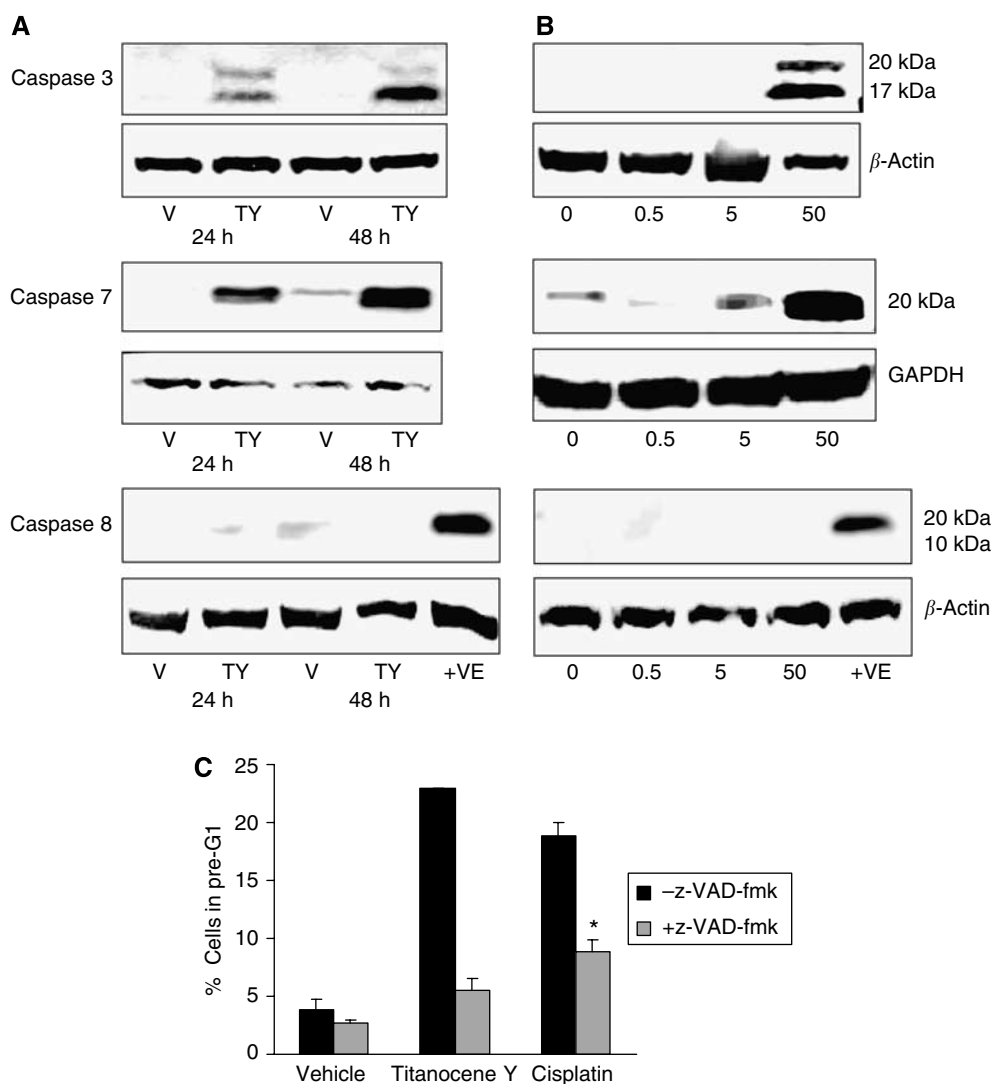 A
B
Caspase 3
20 kDa
17 kDa
β-Actin
V TY V TY
24 h 48 h
0 0.5 5 50
Caspase 7
20 kDa
GAPDH
V TY V TY
24 h 48 h
0 0.5 5 50
Caspase 8
20 kDa
10 kDa
β-Actin
V TY V TY +VE
24 h 48 h
0 0.5 5 50 +VE
C
25
20
15
10
5
0
% Cells in pre-G1
–z-VAD-fmk
+z-VAD-fmk
*
Vehicle Titanocene Y Cisplatin